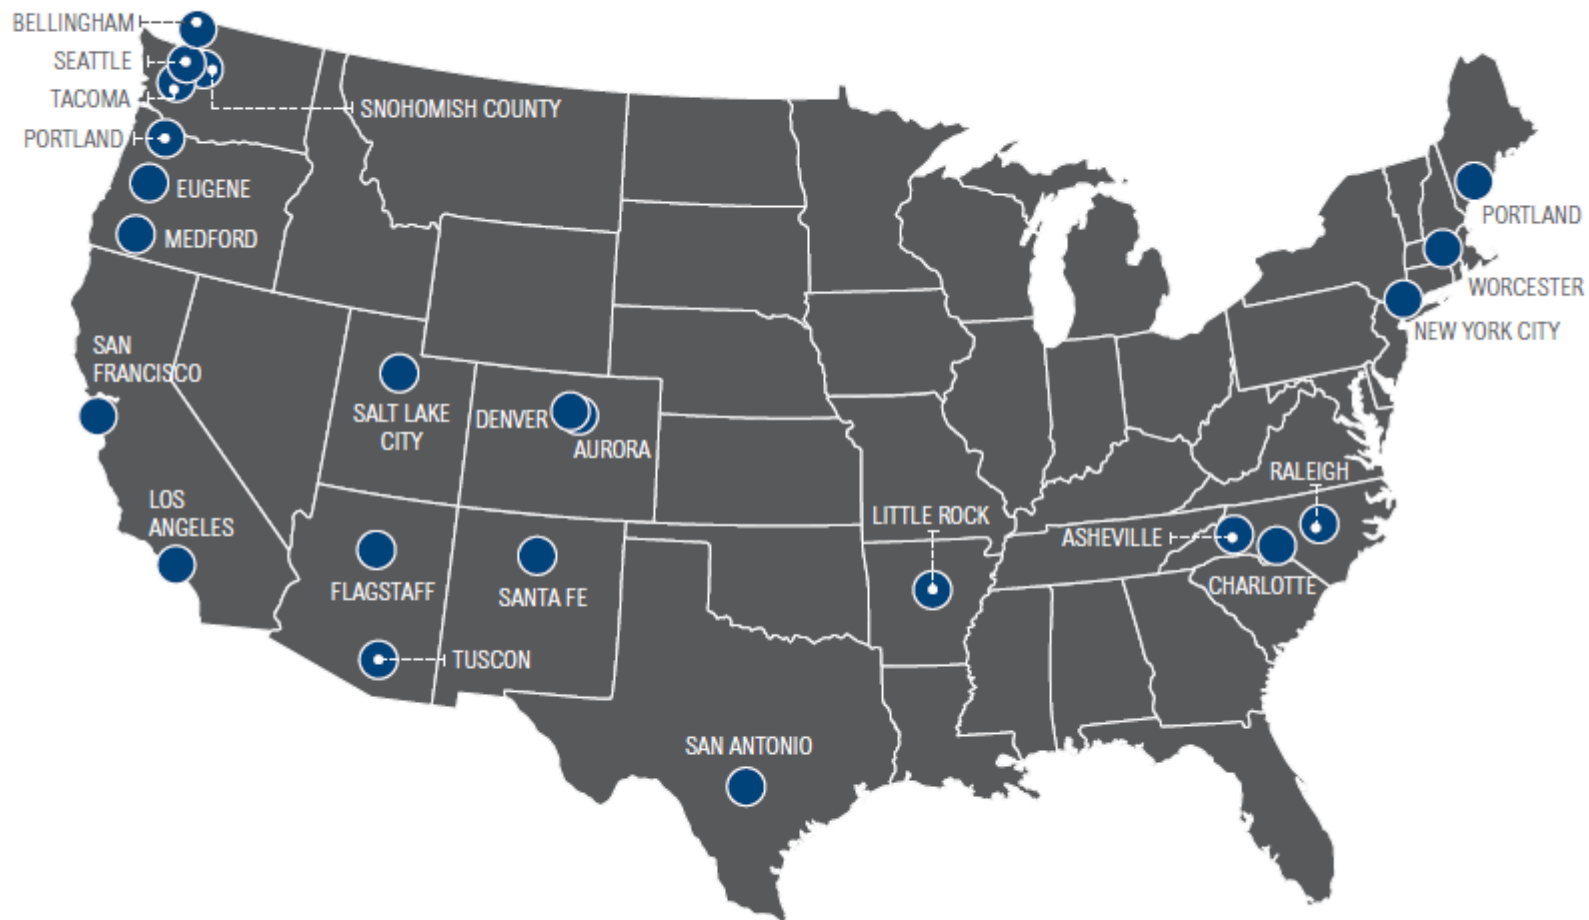 BELLINGHAM
SEATTLE
TACOMA
SNOHOMISH COUNTY
PORTLAND
EUGENE
MEDFORD
SAN
FRANCISCO
LOS
ANGELES
SALT LAKE
CITY
DENVER
AURORA
FLAGSTAFF
SANTA FE
TUSCON
SAN ANTONIO
LITTLE ROCK
ASHEVILLE
RALEIGH
CHARLOTTE
PORTLAND
WORCESTER
NEW YORK CITY